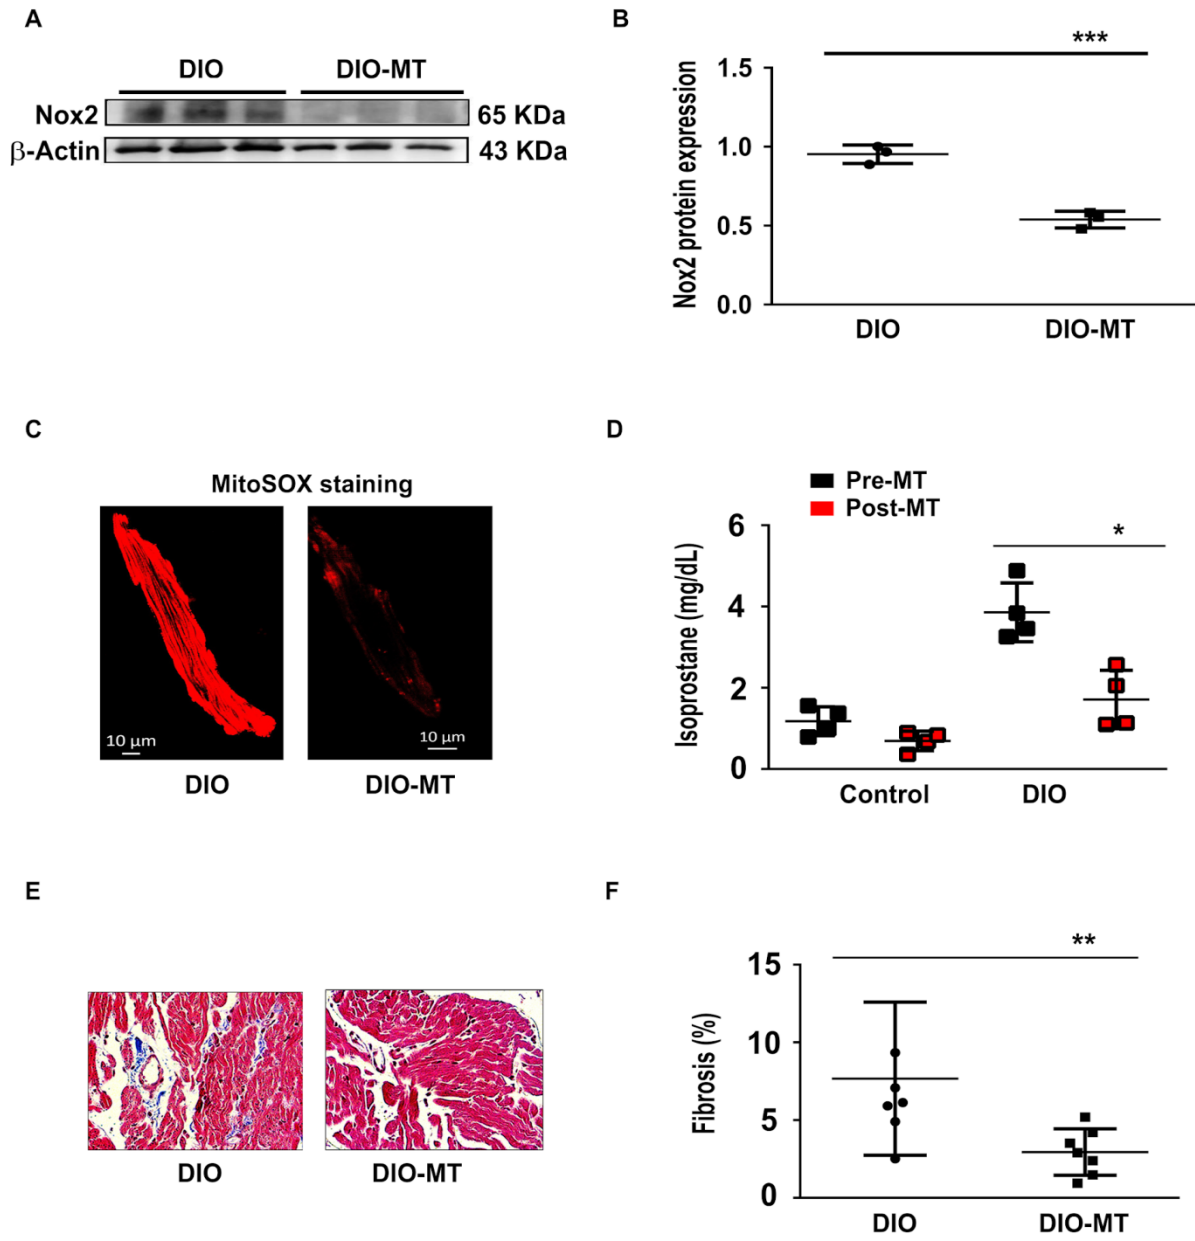 A
DIO DIO-MT
Nox2 65 KDa
β-Actin 43 KDa
B
***
Nox2 protein expression
1.5
1.0
0.5
0.0
DIO DIO-MT
C
MitoSOX staining
10 μm 10 μm
DIO DIO-MT
D
Pre-MT
Post-MT
*
Isoprostane (mg/dL)
6
4
2
0
Control DIO
E
DIO DIO-MT
F
**
Fibrosis (%)
15
10
5
0
DIO DIO-MT